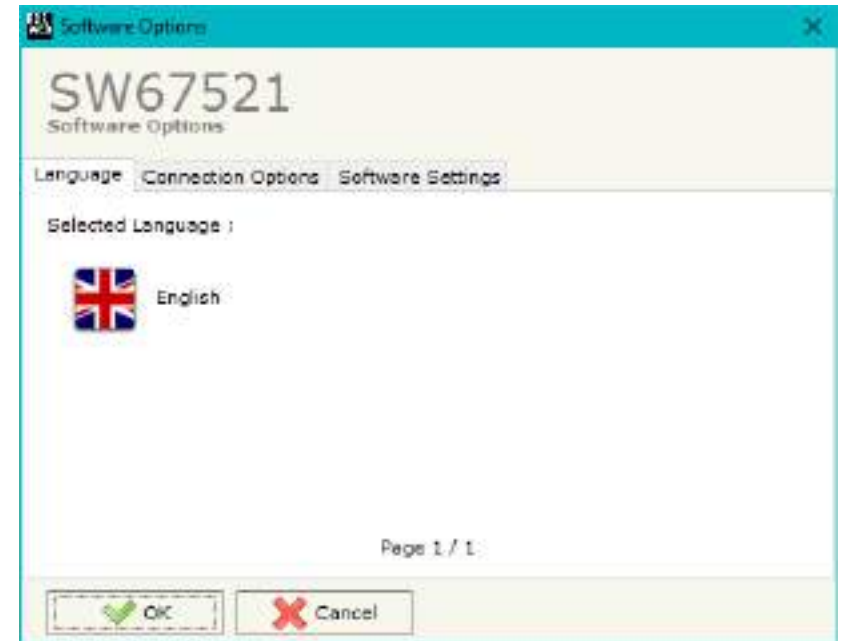 Software Options
SW67521
Software Options
Language Connection Options Software Settings
Selected Language :
English
Page 1 / 1
OK Cancel